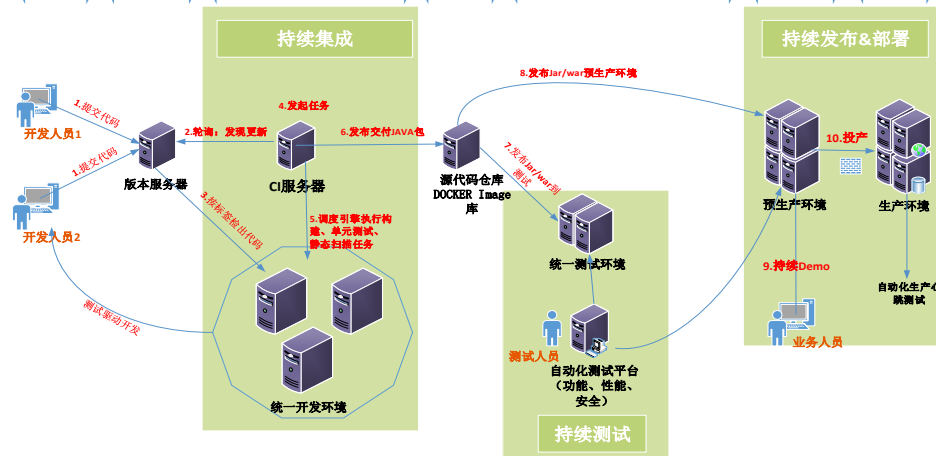 持续集成
持续发布&部署
8.发布Jar/war预生产环境
1.提交代码
4.发起任务
开发人员1
2.轮询：发现更新
6.发布交付JAVA包
10.投产
1.提交代码
7.发布Jar/war到
测试
版本服务器
CI服务器
源代码仓库
DOCKER Image
库
预生产环境
生产环境
3.按标签检出代码
5.调度引擎执行构
建、单元测试、
静态扫描任务
开发人员2
统一测试环境
9.持续Demo
自动化生产心
跳测试
测试驱动开发
测试人员
业务人员
自动化测试平台
（功能、性能、
安全）
统一开发环境
持续测试